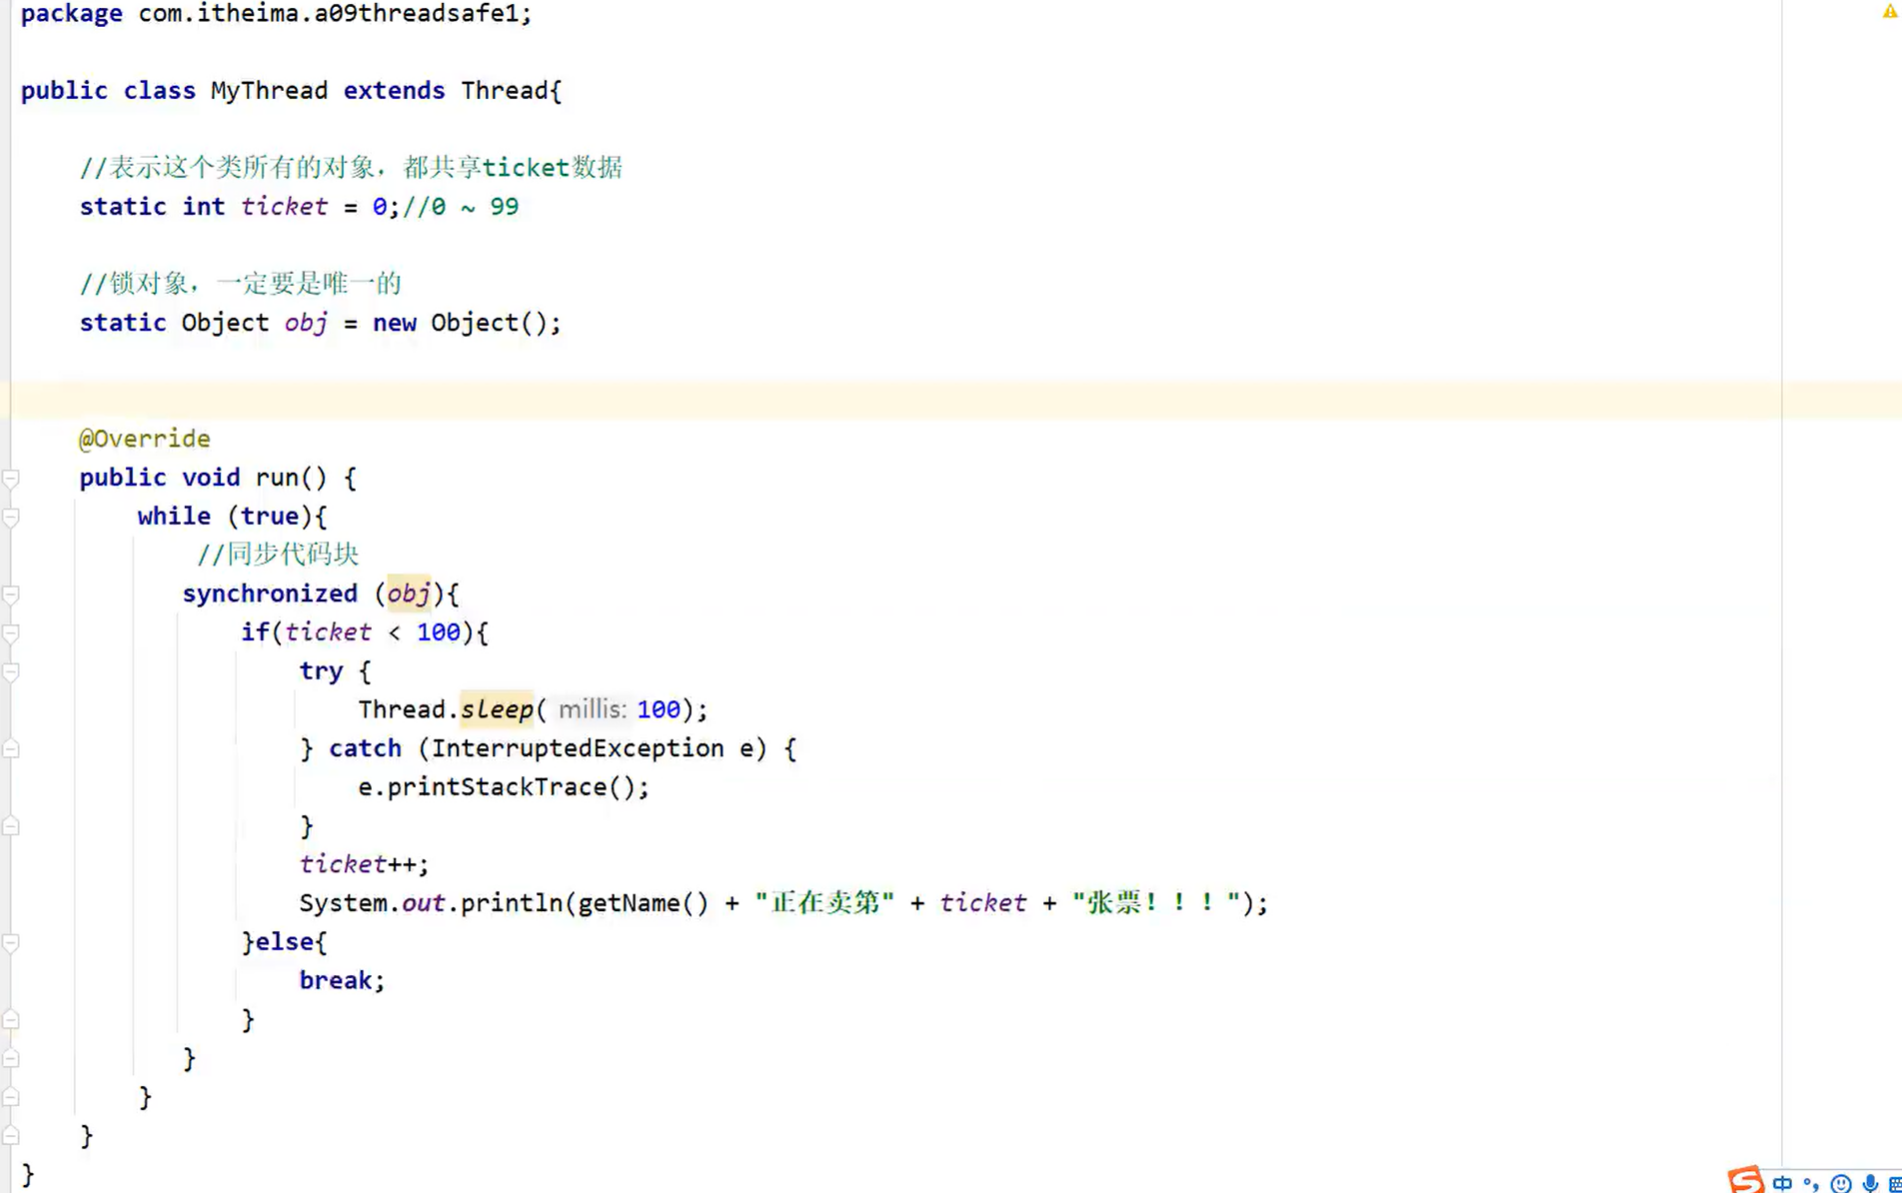 package com.itheima.a09threadsafe1;
public class MyThread extends Thread{
//表示这个类所有的对象，都共享ticket数据
static int ticket = 0;//0 ~ 99
//锁对象，一定要是唯一的
static Object obj = new Object();
@Override
public void run() {
while (true){
//同步代码块
synchronized (obj){
if(ticket < 100){
try {
Thread.sleep( millis: 100);
} catch (InterruptedException e) {
e.printStackTrace();
}
ticket++;
System.out.println(getName() + "正在卖第" + ticket + "张票！！！");
}else{
break;
}
}
}
}
}
中